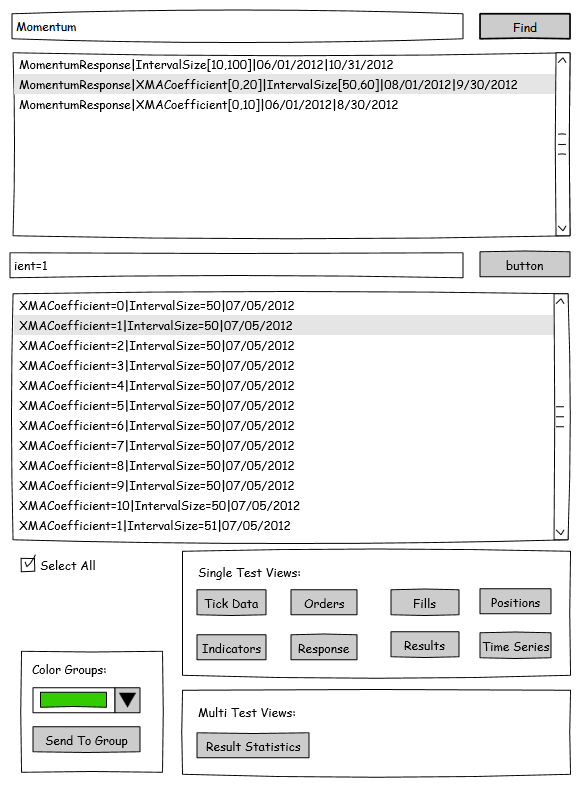 Momentum
Find
MomentumResponse|IntervalSize[10,100]|06/01/2012|10/31/2012
MomentumResponse|XMACoefficient[0,20]|IntervalSize[50,60]|08/01/2012|9/30/2012
MomentumResponse|XMACoefficient[0,10]|06/01/2012|8/30/2012
ient=1
button
XMACoefficient=0|IntervalSize=50|07/05/2012
XMACoefficient=1|IntervalSize=50|07/05/2012
XMACoefficient=2|IntervalSize=50|07/05/2012
XMACoefficient=3|IntervalSize=50|07/05/2012
XMACoefficient=4|IntervalSize=50|07/05/2012
XMACoefficient=5|IntervalSize=50|07/05/2012
XMACoefficient=6|IntervalSize=50|07/05/2012
XMACoefficient=7|IntervalSize=50|07/05/2012
XMACoefficient=8|IntervalSize=50|07/05/2012
XMACoefficient=9|IntervalSize=50|07/05/2012
XMACoefficient=10|IntervalSize=50|07/05/2012
XMACoefficient=1|IntervalSize=51|07/05/2012
Select All
Single Test Views:
Tick Data
Orders
Fills
Positions
Indicators
Response
Results
Time Series
Color Groups:
Send To Group
Multi Test Views:
Result Statistics